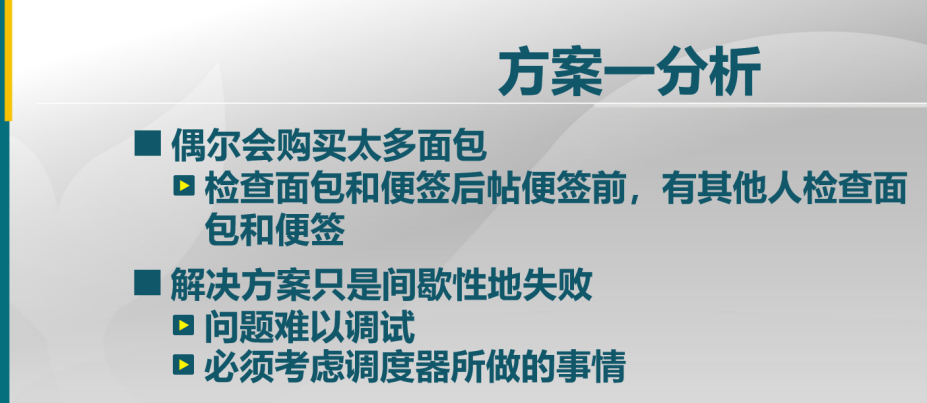 方案一分析
偶尔会购买太多面包
检查面包和便签后帖便签前，有其他人检查面
包和便签
解决方案只是间歇性地失败
问题难以调试
必须考虑调度器所做的事情